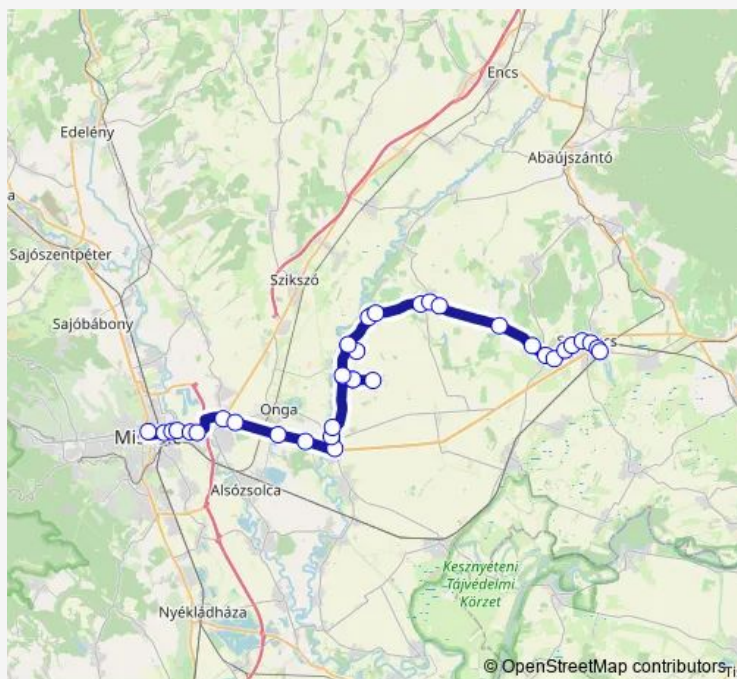 Encs
Edelény
Abaújszántó
Sajószentpéter
Szikszó
Sajóbábony
Onga
Alsózsolca
Kesznyéteni
Tájvédelmi
Körzet
Nyékládháza
© OpenStreetMap contributors